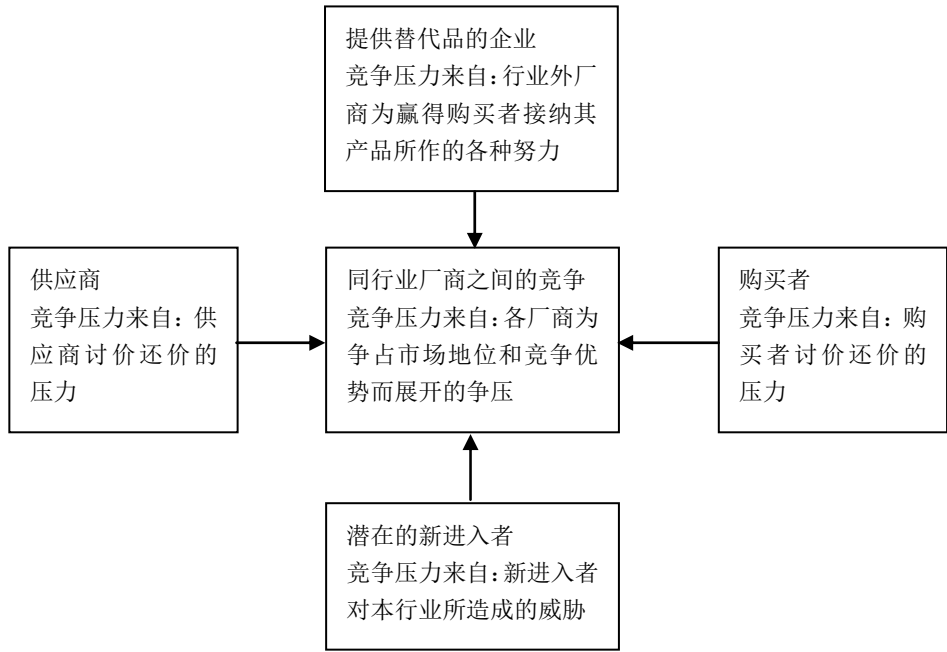 提供替代品的企业
竞争压力来自：行业外厂
商为赢得购买者接纳其
产品所作的各种努力
供应商
竞争压力来自：供
应商讨价还价的
压力
同行业厂商之间的竞争
竞争压力来自：各厂商为
争占市场地位和竞争优
势而展开的争压
购买者
竞争压力来自：购
买者讨价还价的
压力
潜在的新进入者
竞争压力来自：新进入者
对本行业所造成的威胁